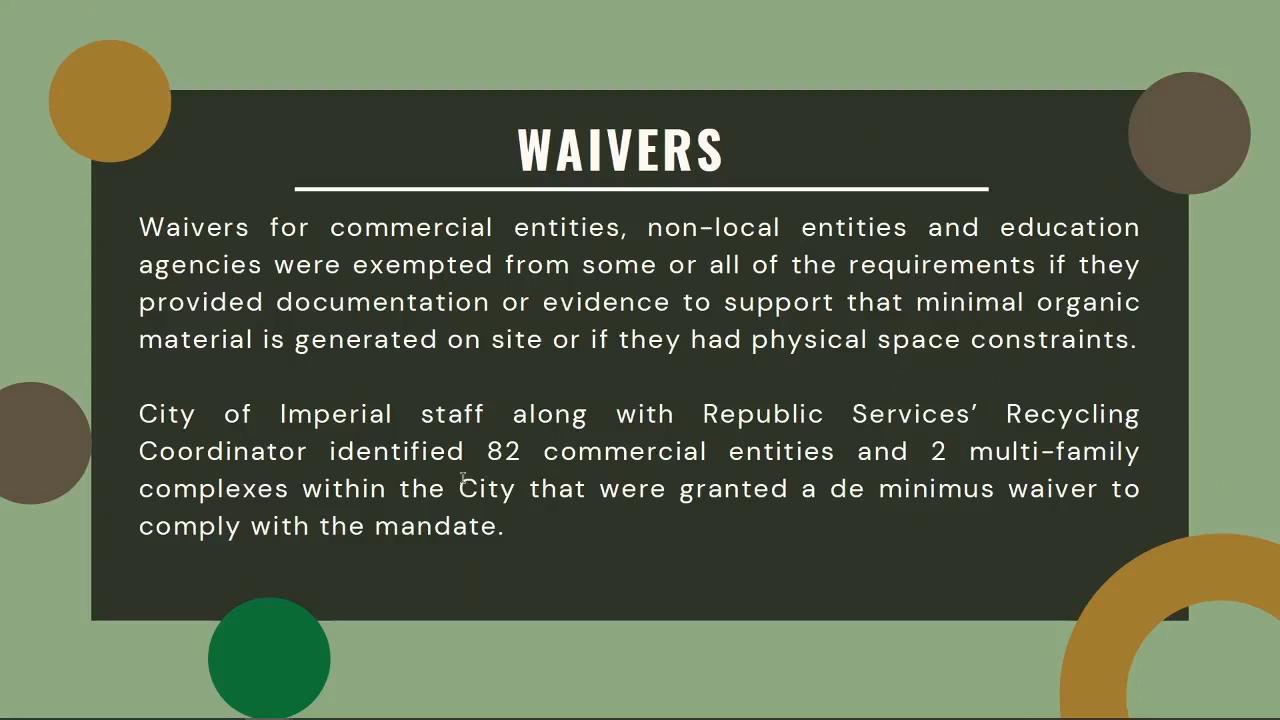 WAIVERS
Waivers for commercial entities, non-local entities and education
agencies were exempted from some or all of the requirements if they
provided documentation or evidence to support that minimal organic
material is generated on site or if they had physical space constraints.
City of Imperial staff along with Republic Services’ Recycling
Coordinator identified 82 commercial entities and 2 multi-family
complexes within the City that were granted a de minimus waiver to
comply with the mandate.